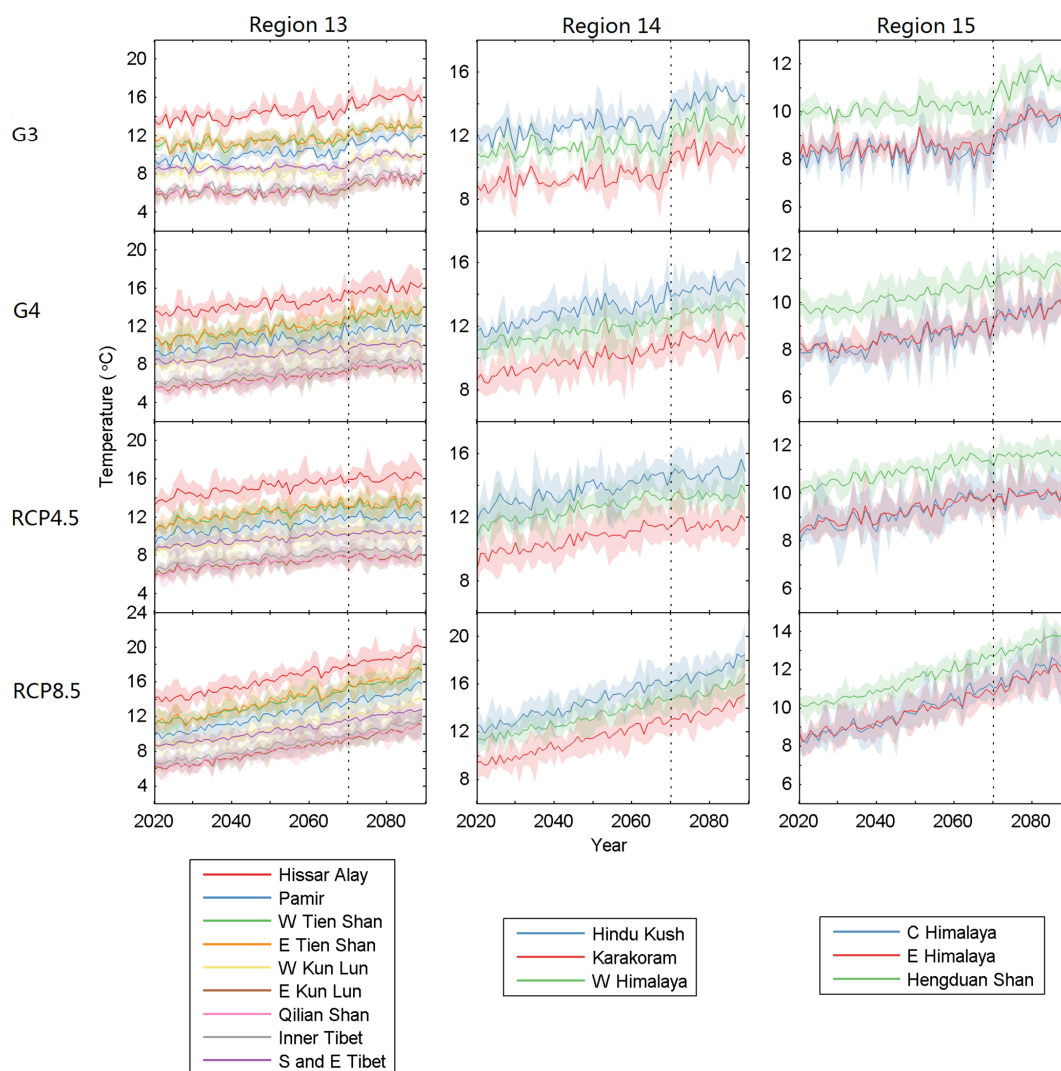 Region 13 Region 14 Region 15
G3
20
16
12
8
4
16
12
8
12
10
8
6
G4
20
16
12
8
4
16
12
8
12
10
8
6
Temperature (°C)
RCP4.5
20
16
12
8
4
16
12
8
12
10
8
6
RCP8.5
24
20
16
12
8
4
20
16
12
8
14
12
10
8
6
2020 2040 2060 2080 2020 2040 2060 2080 2020 2040 2060 2080
Year
Hissar Alay
Pamir
W Tien Shan
E Tien Shan
W Kun Lun
E Kun Lun
Qilian Shan
Inner Tibet
S and E Tibet
Hindu Kush
Karakoram
W Himalaya
C Himalaya
E Himalaya
Hengduan Shan